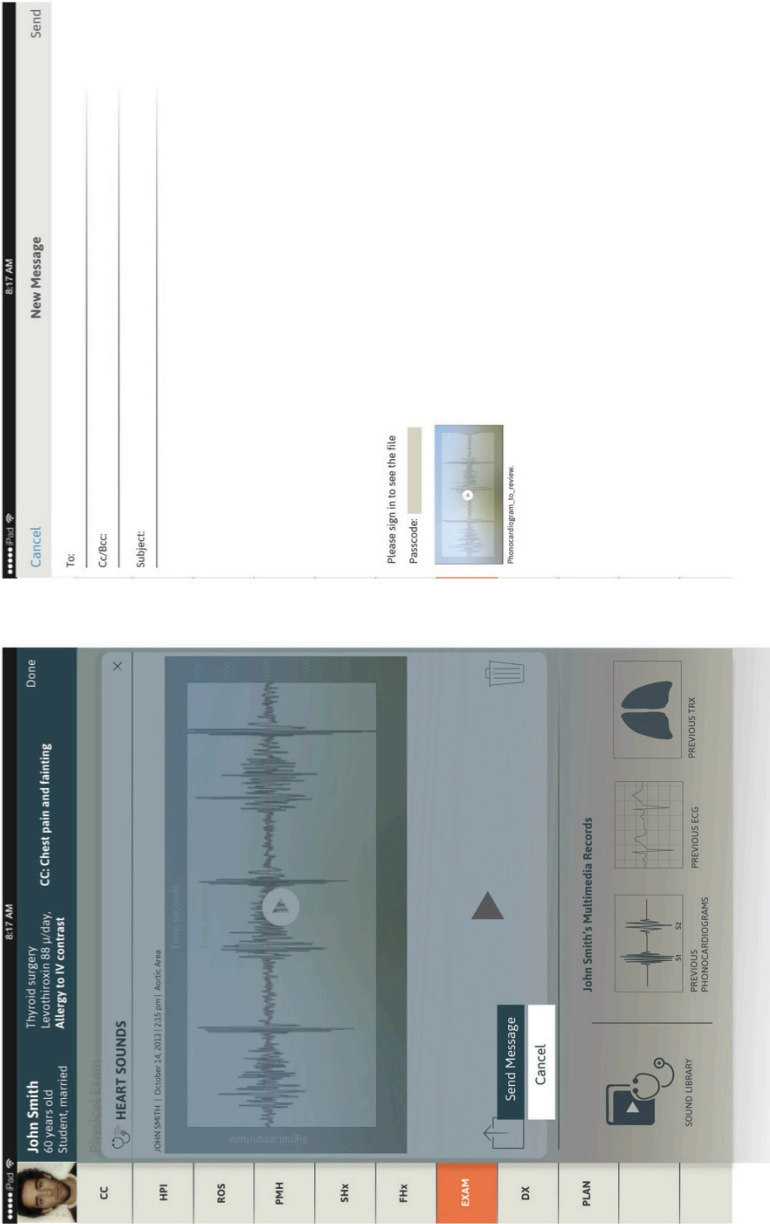 ●●●●● iPad
8:17 AM
John Smith
60 years old
Student, married
Thyroid surgery
Levothiroxin 88 µ/day,
Allergy to IV contrast
CC: Chest pain and fainting
Done
Physical Exam
CC
HPI
ROS
PMH
SHx
FHx
EXAM
DX
PLAN
HEART SOUNDS
JOHN SMITH | October 14, 2013 | 2:15 pm | Aortic Area
Time, seconds
Signal amplitude
Send Message
Cancel
John Smith's Multimedia Records
SOUND LIBRARY
S1
S2
PREVIOUS
PHONOCARDIOGRAMS
PREVIOUS ECG
PREVIOUS TRX
●●●●● iPad
8:17 AM
Cancel
New Message
Send
To:
Cc/Bcc:
Subject:
Please sign in to see the file
Passcode:
Phonocardiogram_to_review.